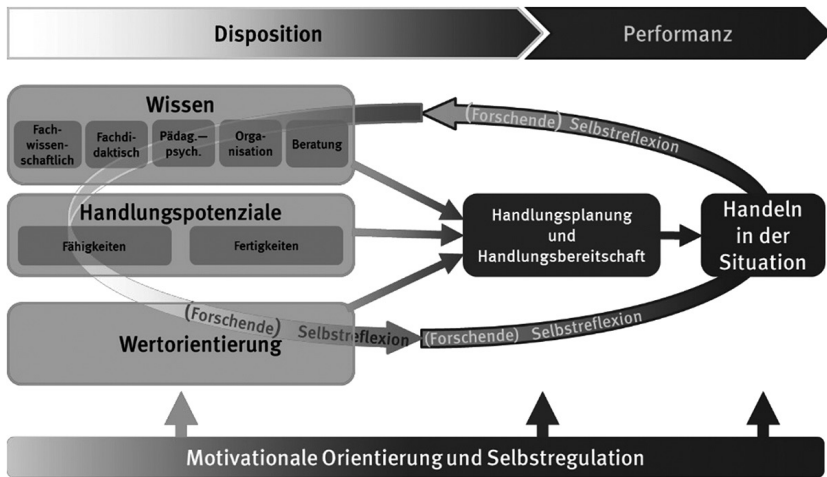 Disposition
Performanz
Wissen
Fach-
wissen-
schaftlich
Fachdi-
daktisch
Pädag.—
psych.
Orga-
nisation
Beratung
(Forschende) Selbstreflexion
Handlungspotenziale
Fähigkeiten
Fertigkeiten
Handlungsplanung
und
Handlungsbereitschaft
Handeln
in der
Situation
(Forschende) Selbstreflexion
(Forschende) Selbstreflexion
Wertorientierung
Motivationale Orientierung und Selbstregulation